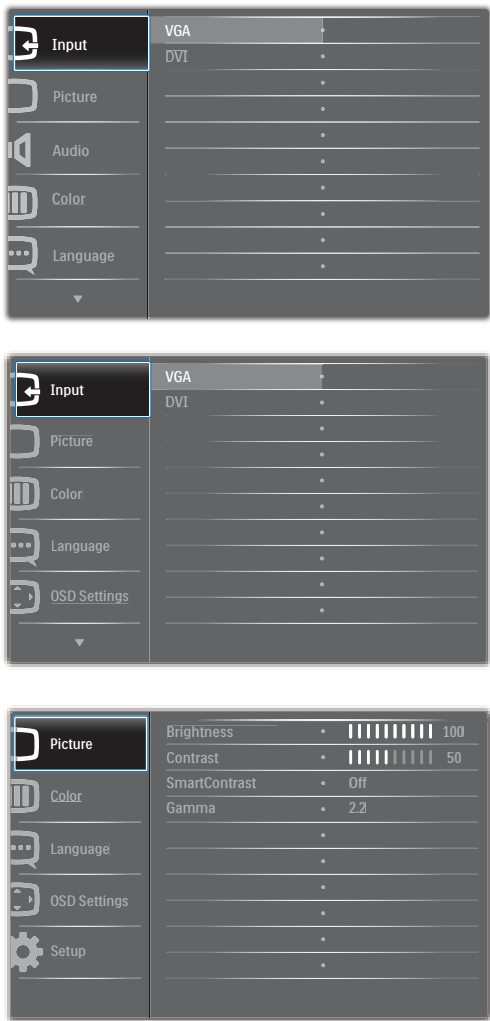 Input
VGA
DVI
Picture
Audio
Color
Language
Input
VGA
DVI
Picture
Color
Language
OSD Settings
Picture
Brightness 100
Contrast 50
SmartContrast Off
Gamma 2.2
Color
Language
OSD Settings
Setup